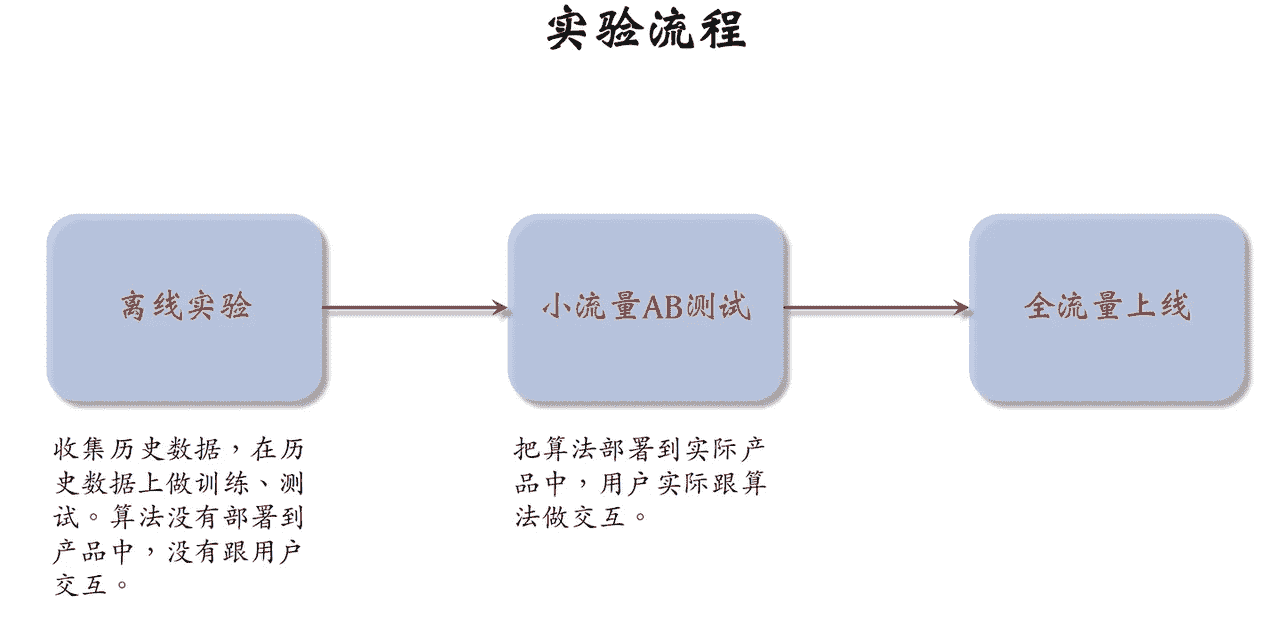 实验流程
离线实验
小流量AB测试
全流量上线
收集历史数据，在历
史数据上做训练、测
试。算法没有部署到
产品中，没有跟用户
交互。
把算法部署到实际产
品中，用户实际跟算
法做交互。